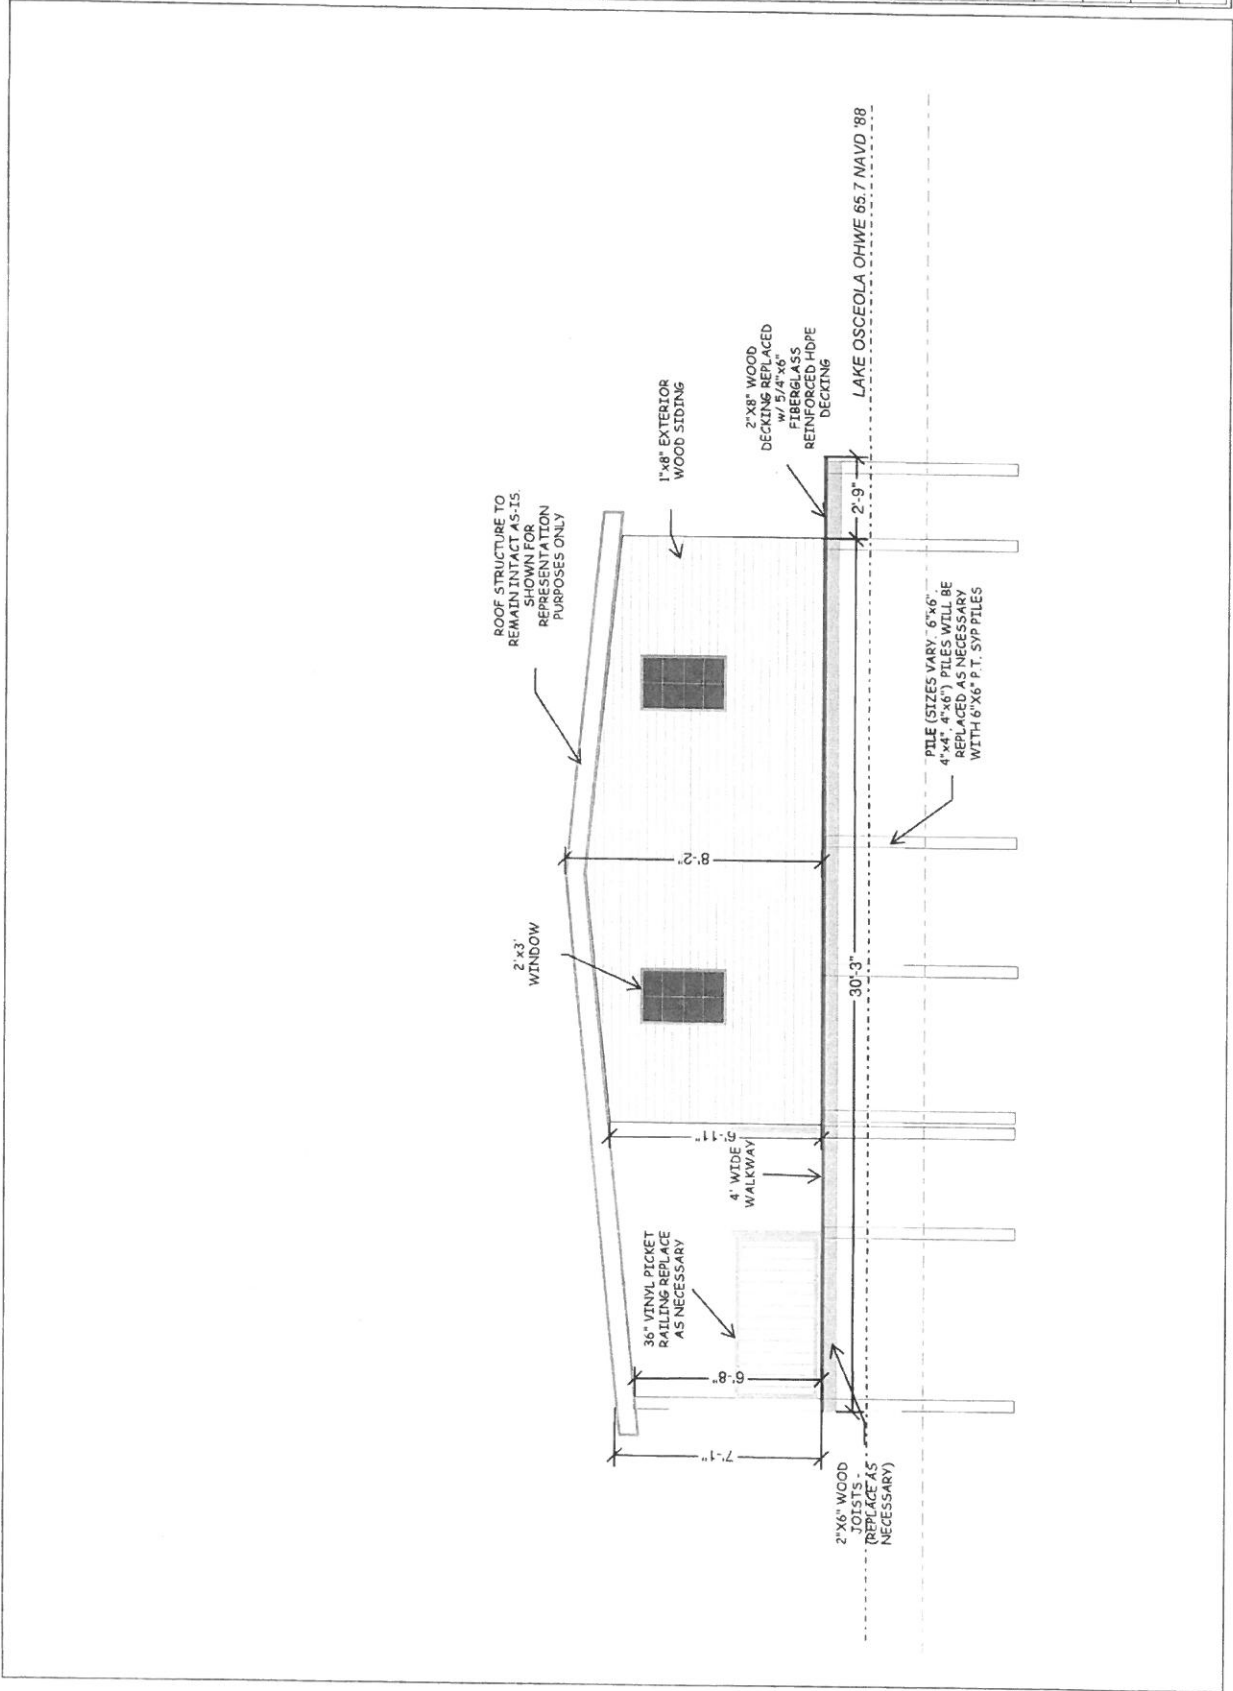 ROOF STRUCTURE TO
REMAIN INTACT AS-IS.
SHOWN FOR
REPRESENTATION
PURPOSES ONLY
2'x3'
WINDOW
1"x8" EXTERIOR
WOOD SIDING
36" VINYL PICKET
RAILING REPLACE
AS NECESSARY
4' WIDE
WALKWAY
2"X8" WOOD
DECKING REPLACED
w/ 5/4"x6"
FIBERGLASS
REINFORCED HDPE
DECKING
LAKE OSCEOLA OHWE 65.7 NAVD '88
7'-1"
6'-8"
8'-2"
30'-3"
2'-9"
2"X6" WOOD
JOISTS -
(REPLACE AS
NECESSARY)
PILE (SIZES VARY. 6"x6",
4"x4", 4"x6") PILES WILL BE
REPLACED AS NECESSARY
WITH 6"X6" P.T. SYP PILES